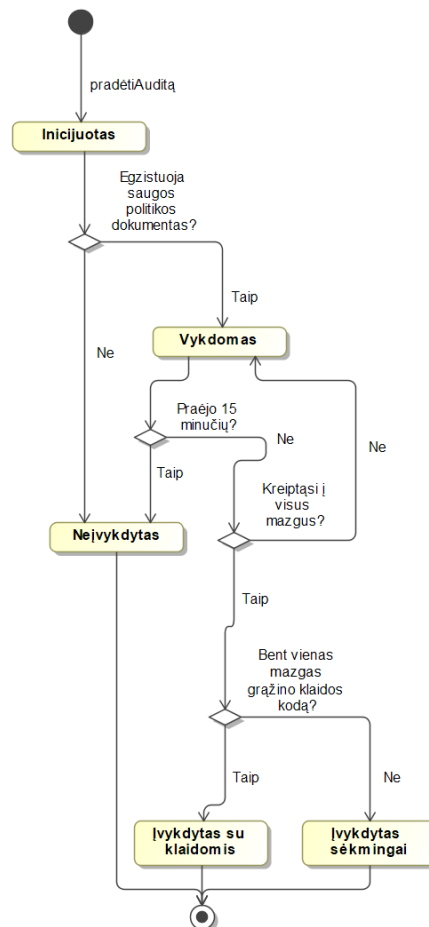 pradėtiAuditą
Inicijuotas
Egzistuoja
saugos
politikos
dokumentas?
Taip
Ne
Vykdomas
Praėjo 15
minučių?
Ne
Ne
Taip
Kreiptąsi į
visus
mazgus?
Neįvykdytas
Taip
Bent vienas
mazgas
grąžino klaidos
kodą?
Taip
Ne
Įvykdytas su
klaidomis
Įvykdytas
sėkmingai